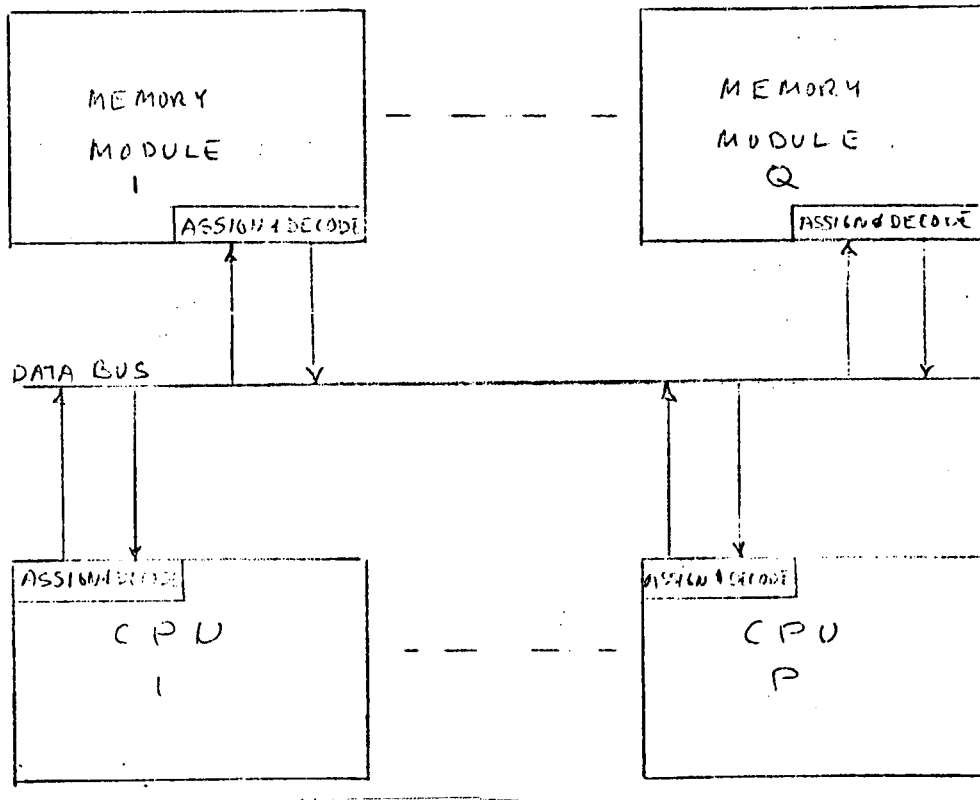 MEMORY
MODULE
1
ASSIGN & DECODE
MEMORY
MODULE
Q
ASSIGN & DECODE
DATA BUS
ASSIGN & DECODE
CPU
1
ASSIGN & DECODE
CPU
P